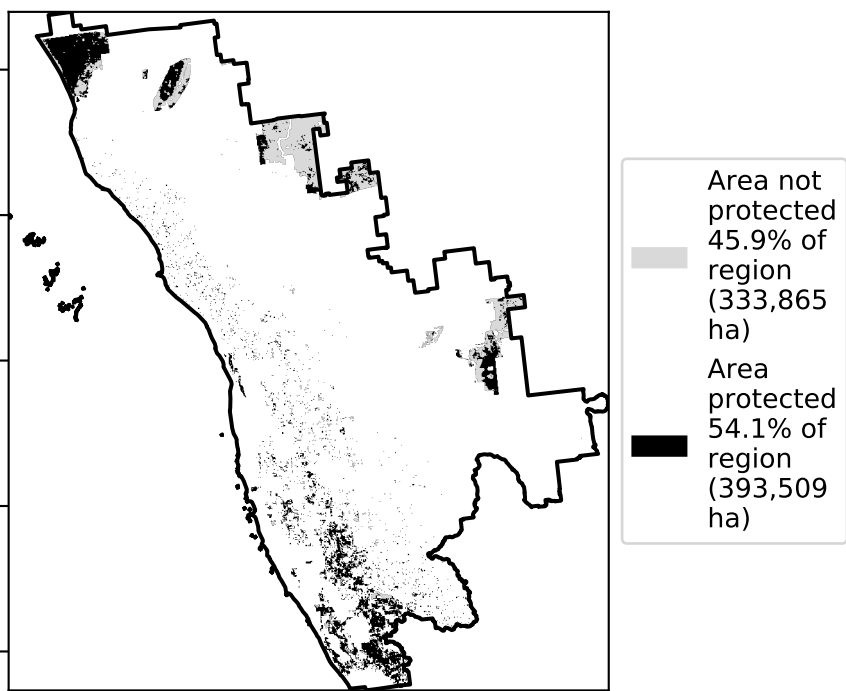 Area not
protected
45.9% of
region
(333,865
ha)
Area
protected
54.1% of
region
(393,509
ha)